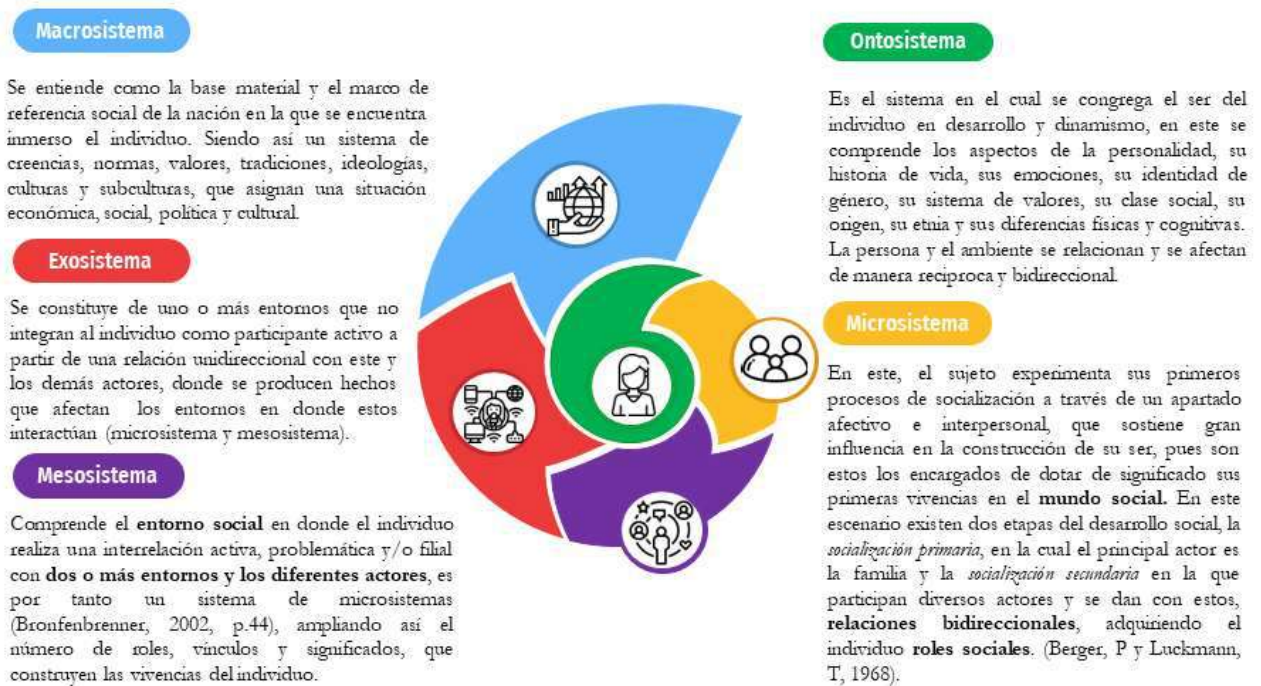 Macrosistema
Se entiende como la base material y el marco de
referencia social de la nación en la que se encuentra
inmerso el individuo. Siendo así un sistema de
creencias, normas, valores, tradiciones, ideologías,
culturas y subculturas, que asignan una situación
económica, social, política y cultural.
Exosistema
Se constituye de uno o más entornos que no
integran al individuo como participante activo a
partir de una relación unidireccional con este y
los demás actores, donde se producen hechos
que afectan los entornos en donde estos
interactúan (microsistema y mesosistema).
Mesosistema
Comprende el entorno social en donde el individuo
realiza una interrelación activa, problemática y/o filial
con dos o más entornos y los diferentes actores, es
por tanto un sistema de microsistemas
(Bronfenbrenner, 2002, p.44), ampliando así el
número de roles, vínculos y significados, que
construyen las vivencias del individuo.
Ontosistema
Es el sistema en el cual se congrega el ser del
individuo en desarrollo y dinamismo, en este se
comprende los aspectos de la personalidad, su
historia de vida, sus emociones, su identidad de
género, su sistema de valores, su clase social, su
origen, su etnia y sus diferencias físicas y cognitivas.
La persona y el ambiente se relacionan y se afectan
de manera reciproca y bidireccional.
Microsistema
En este, el sujeto experimenta sus primeros
procesos de socialización a través de un apartado
afectivo e interpersonal, que sostiene gran
influencia en la construcción de su ser, pues son
estos los encargados de dotar de significado sus
primeras vivencias en el mundo social. En este
escenario existen dos etapas del desarrollo social, la
socialización primaria, en la cual el principal actor es
la familia y la socialización secundaria en la que
participan diversos actores y se dan con estos,
relaciones bidireccionales, adquiriendo el
individuo roles sociales. (Berger, P y Luckmann,
T, 1968).